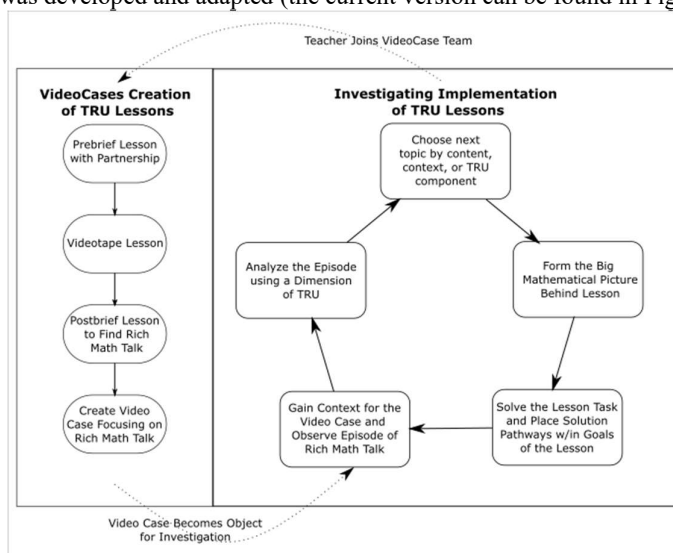 was developed and adapted (the current version can be found in Fig
Teacher Joins VideoCase Team
VideoCases Creation
of TRU Lessons
Prebrief Lesson
with Partnership
Videotape Lesson
Postbrief Lesson
to Find Rich
Math Talk
Create Video
Case Focusing on
Rich Math Talk
Investigating Implementation
of TRU Lessons
Choose next
topic by content,
context, or TRU
component
Form the Big
Mathematical Picture
Behind Lesson
Solve the Lesson Task
and Place Solution
Pathways w/in Goals
of the Lesson
Gain Context for the
Video Case and
Observe Episode of
Rich Math Talk
Analyze the Episode
using a Dimension
of TRU
Video Case Becomes Object
for Investigation